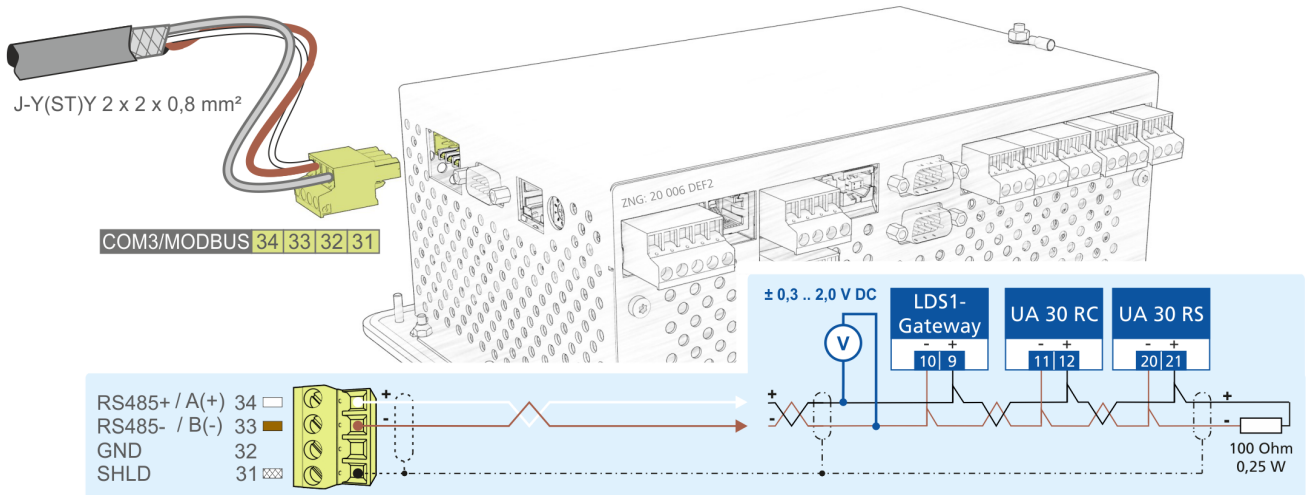 J-Y(ST)Y 2 x 2 x 0,8 mm²
COM3/MODBUS 34 33 32 31
ZNG: 20 006 DEF2
± 0,3 .. 2,0 V DC
V
LDS1-
Gateway
- +
10 9
UA 30 RC
- +
11 12
UA 30 RS
- +
20 21
RS485+ / A(+) 34
RS485- / B(-) 33
GND 32
SHLD 31
+
-
+
-
+
-
100 Ohm
0,25 W